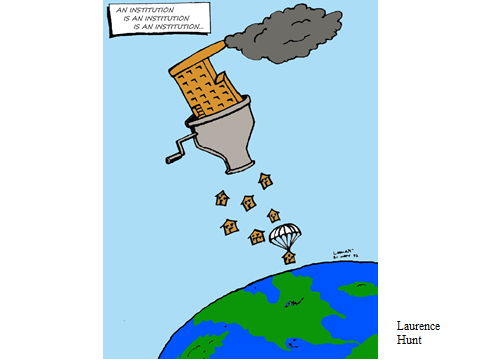 AN INSTITUTION
IS AN INSTITUTION
IS AN INSTITUTION...
Laurence
Hunt